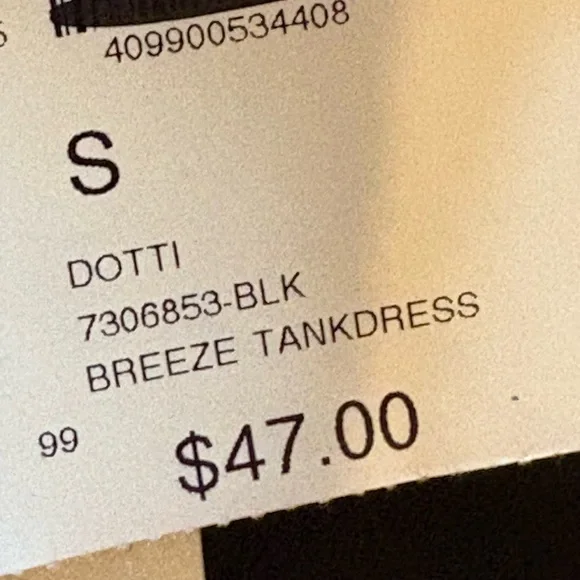 409900534408
S
DOTTI
7306853-BLK
BREEZE TANKDRESS
99
$47.00